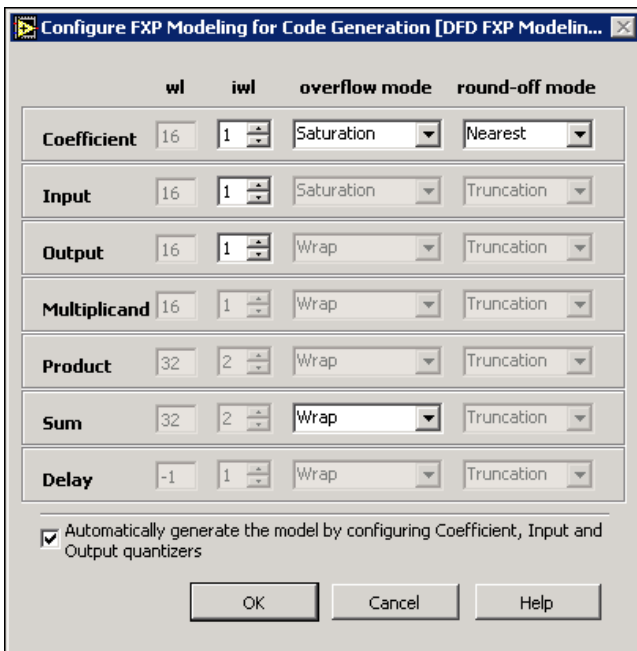 Configure FXP Modeling for Code Generation [DFD FXP Modelin...
wl iwl overflow mode round-off mode
Coefficient 16 1 Saturation Nearest
Input 16 1 Saturation Truncation
Output 16 1 Wrap Truncation
Multiplicand 16 1 Wrap Truncation
Product 32 2 Wrap Truncation
Sum 32 2 Wrap Truncation
Delay -1 1 Wrap Truncation
Automatically generate the model by configuring Coefficient, Input and
Output quantizers
OK Cancel Help